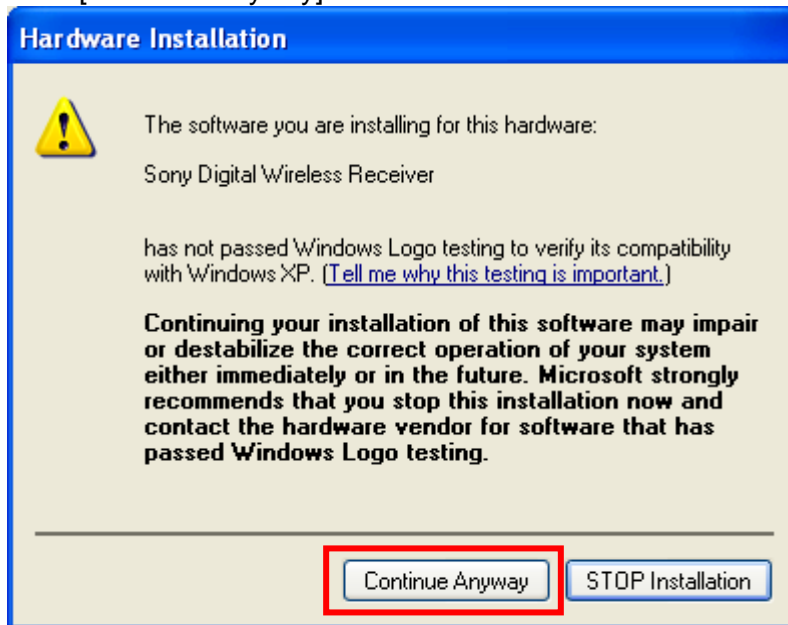 Hardware Installation
The software you are installing for this hardware:
Sony Digital Wireless Receiver
has not passed Windows Logo testing to verify its compatibility
with Windows XP. (Tell me why this testing is important.)
Continuing your installation of this software may impair
or destabilize the correct operation of your system
either immediately or in the future. Microsoft strongly
recommends that you stop this installation now and
contact the hardware vendor for software that has
passed Windows Logo testing.
Continue Anyway
STOP Installation